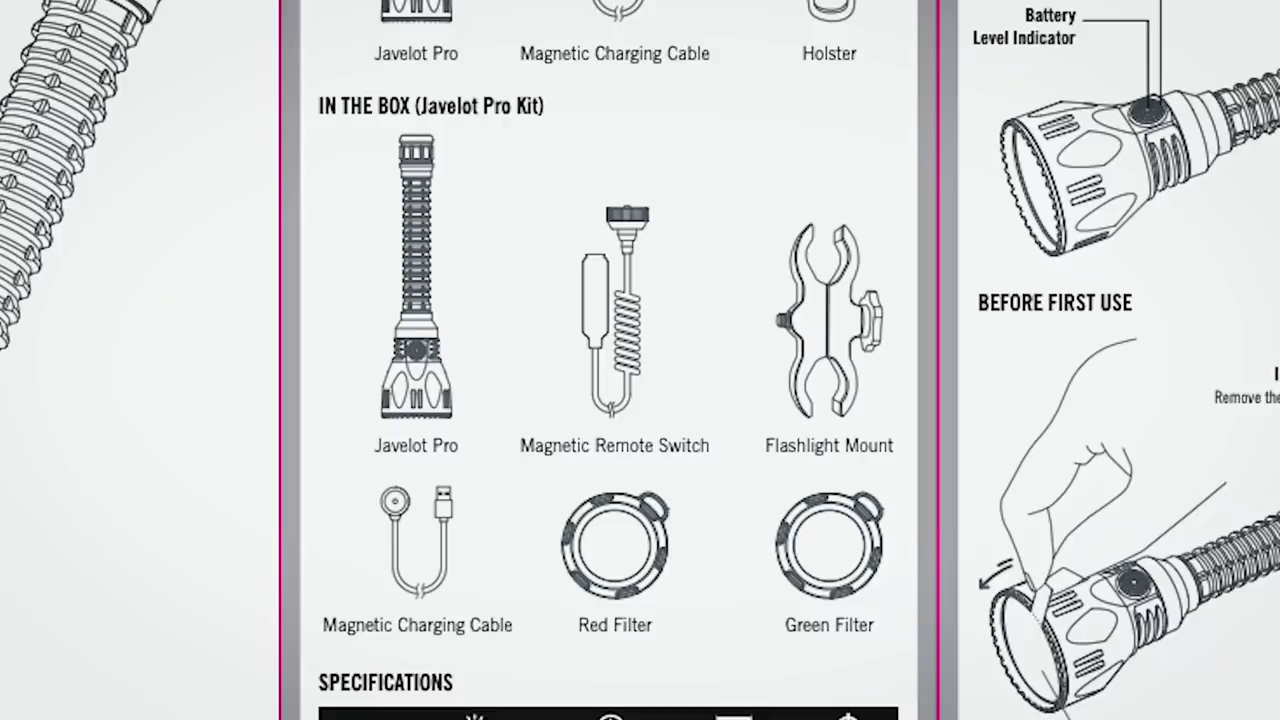 Javelot Pro
Magnetic Charging Cable
Holster
IN THE BOX (Javelot Pro Kit)
Javelot Pro
Magnetic Remote Switch
Flashlight Mount
Magnetic Charging Cable
Red Filter
Green Filter
SPECIFICATIONS
Battery
Level Indicator
BEFORE FIRST USE
Remove the